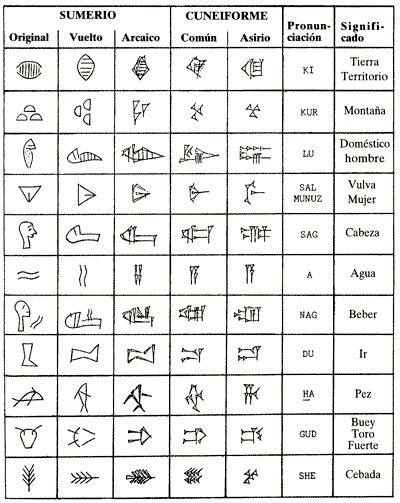 SUMERIO CUNEIFORME Pronun- Signifi-
Original Vuelto Arcaico Común Asirio ciación cado
KI Tierra
Territorio
KUR Montaña
LU Doméstico
hombre
SAL Vulva
MUNUZ Mujer
SAG Cabeza
A Agua
NAG Beber
DU Ir
HA Pez
GUD Buey
Toro
Fuerte
SHE Cebada